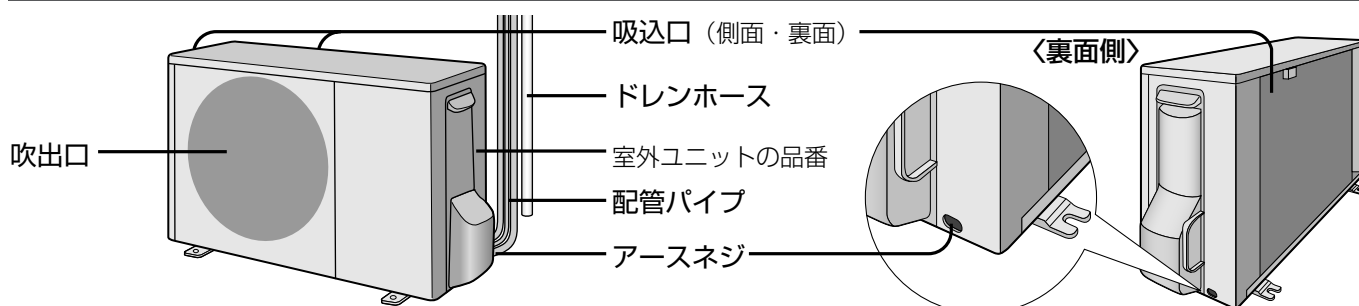 吸込口（側面・裏面）
〈裏面側〉
ドレンホース
吹出口
室外ユニットの品番
配管パイプ
アースネジ